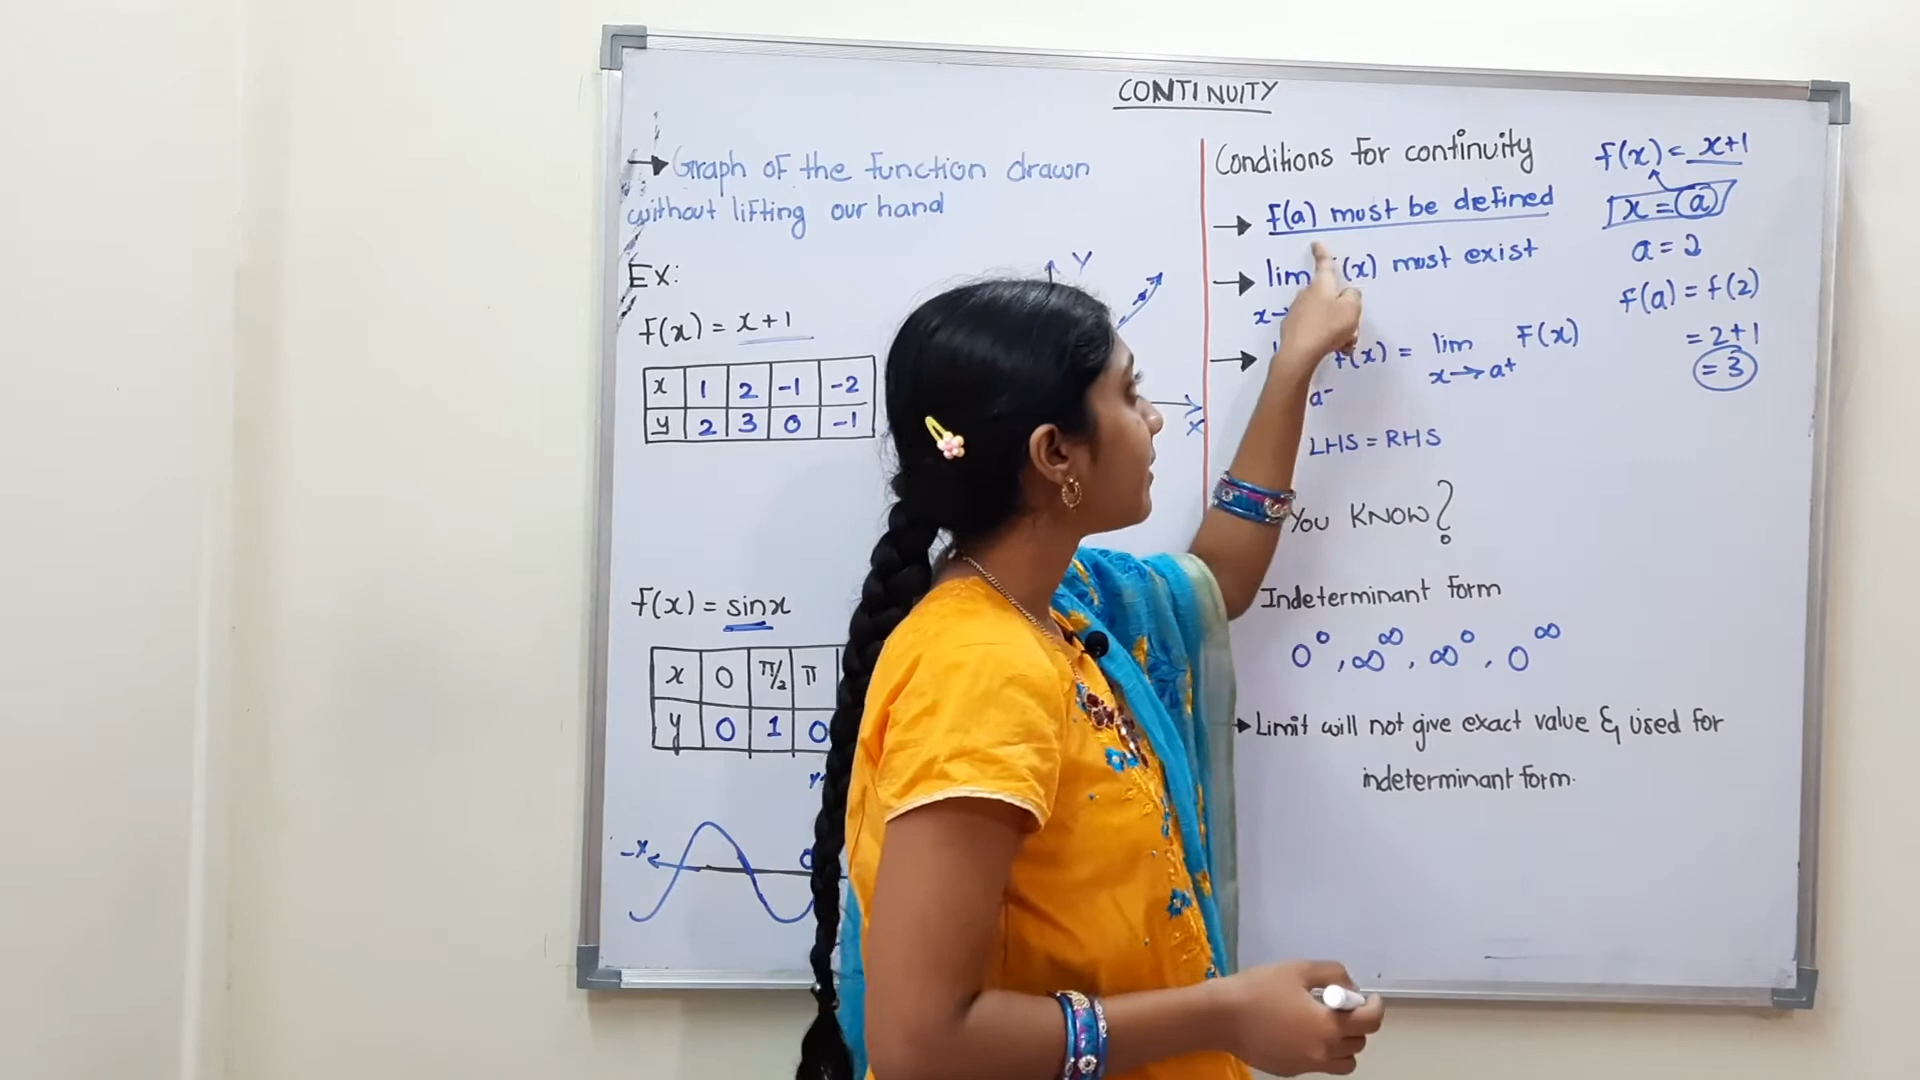 CONTINUITY
Graph of the function drawn
without lifting our hand
EX:
f(x) = x+1
x 1 2 -1 -2
y 2 3 0 -1
Y
X
f(x) = sinx
x 0 π/2 π
y 0 1 0
-x
Conditions for continuity
f(a) must be defined
lim (x) must exist
x→
f(x) = lim F(x)
a⁻ x→a⁺
LHS = RHS
YOU KNOW?
Indeterminant form
0⁰, ∞^∞, ∞⁰, 0^∞
Limit will not give exact value & used for
indeterminant form.
f(x) = x+1
x = a
a = 2
f(a) = f(2)
= 2+1
= 3